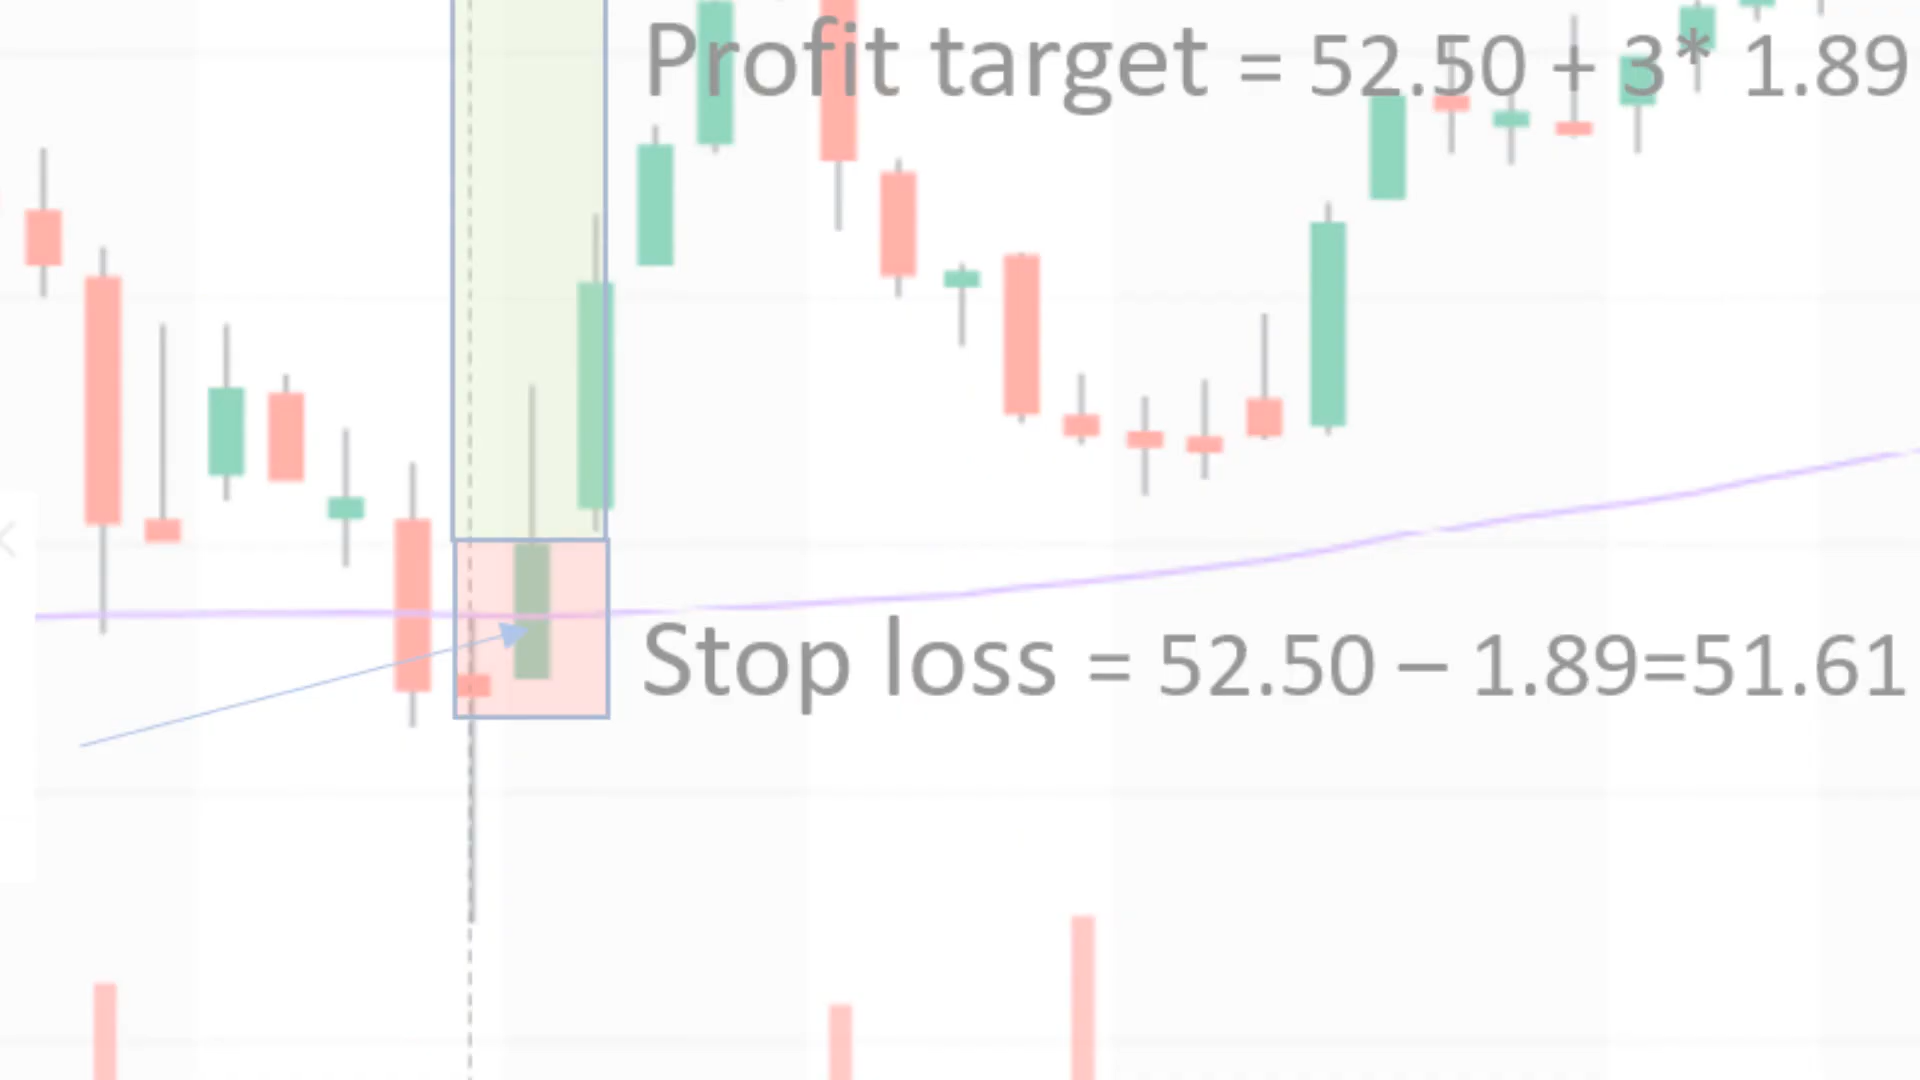 Profit target = 52.50 + 3* 1.89
Stop loss = 52.50 – 1.89=51.61